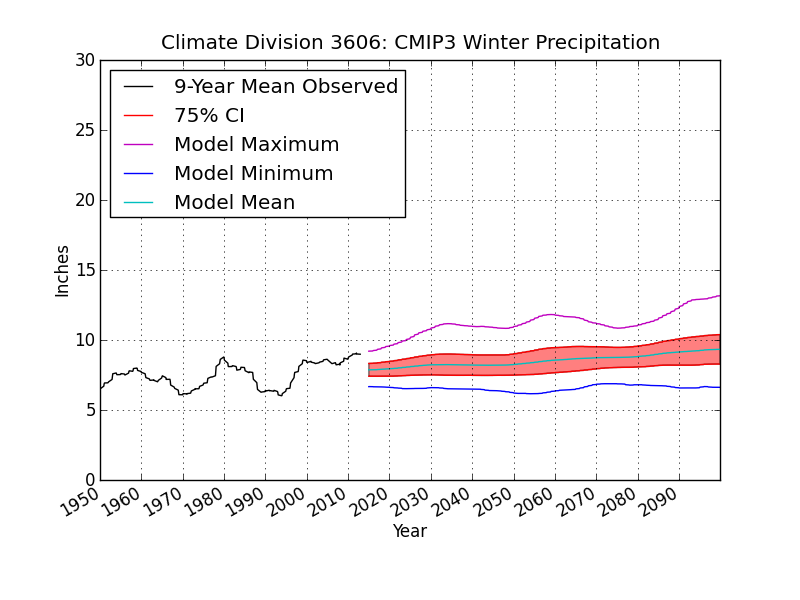 Climate Division 3606: CMIP3 Winter Precipitation
30
25
20
15
10
5
0
Inches
9-Year Mean Observed
75% CI
Model Maximum
Model Minimum
Model Mean
1950 1960 1970 1980 1990 2000 2010 2020 2030 2040 2050 2060 2070 2080 2090
Year